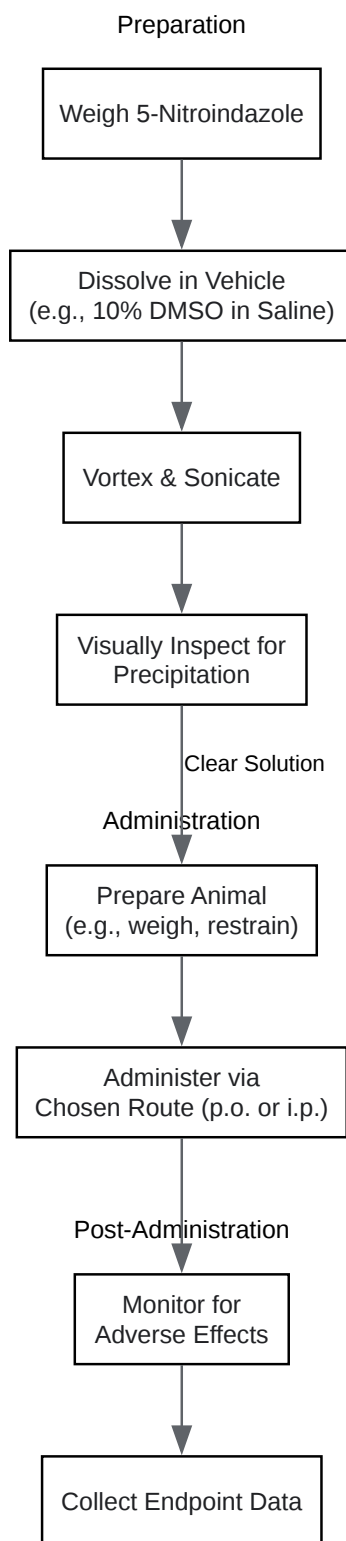 Preparation
Weigh 5-Nitroindazole
Dissolve in Vehicle
(e.g., 10% DMSO in Saline)
Vortex & Sonicate
Visually Inspect for
Precipitation
Clear Solution
Administration
Prepare Animal
(e.g., weigh, restrain)
Administer via
Chosen Route (p.o. or i.p.)
Post-Administration
Monitor for
Adverse Effects
Collect Endpoint Data